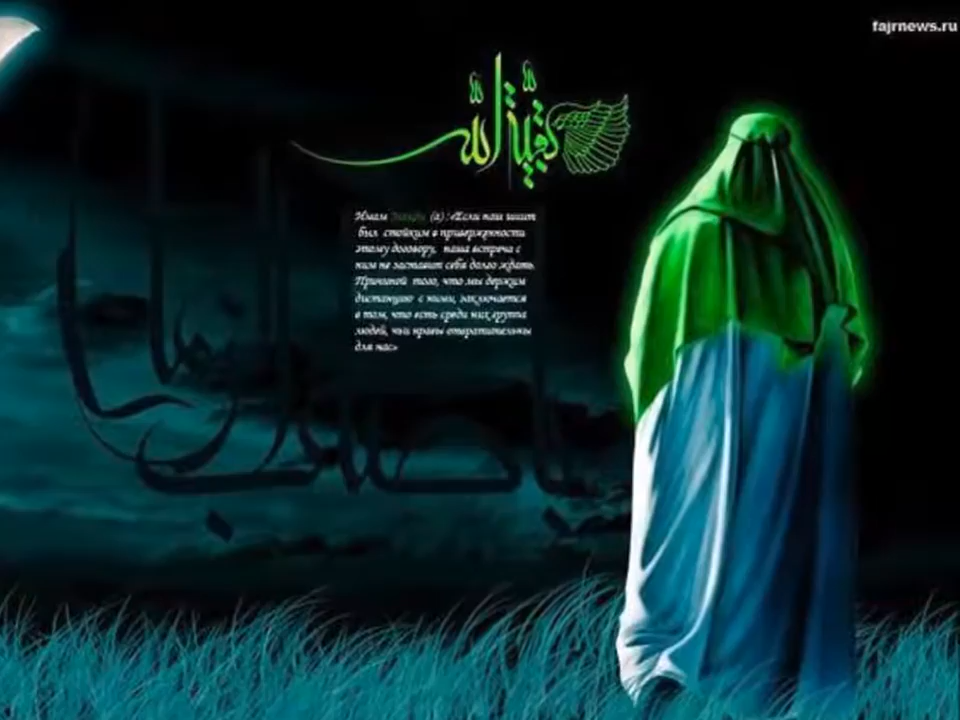 fajrnews.ru
بقية الله
Имам (а) :«Если наш шиит
был стойким в приверженности
этому договору, наша встреча с
ним не заставит себя долго ждать.
Причиной того, что мы держим
дистанцию с ними, заключается
в том, что есть среди них группа
людей, чьи нравы отвратительны
для нас»